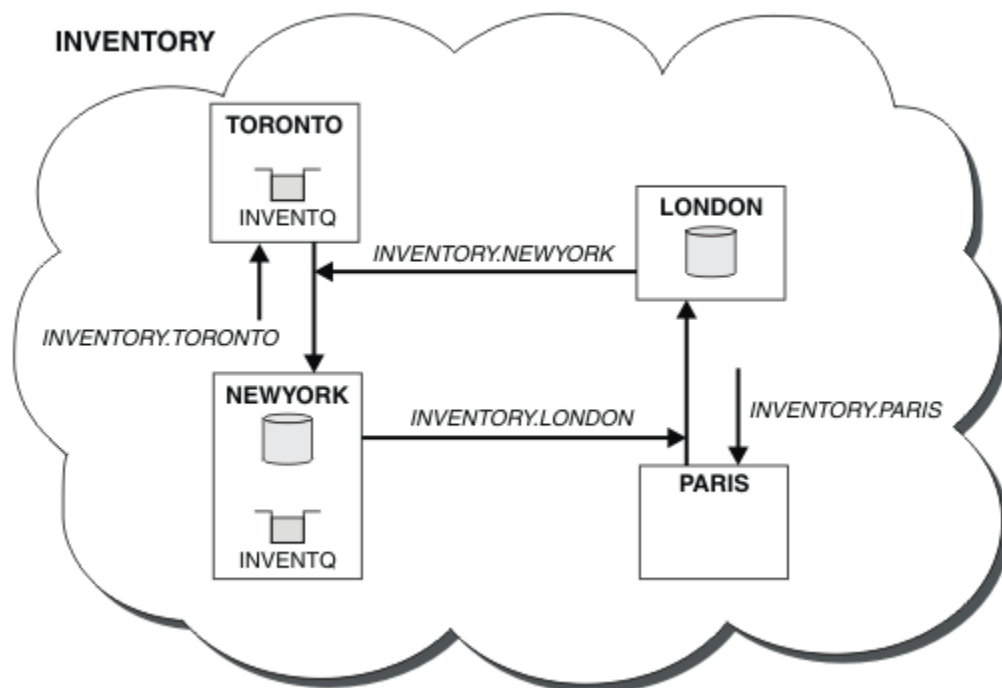 INVENTORY
TORONTO
INVENTQ
LONDON
INVENTORY.NEWYORK
INVENTORY.TORONTO
NEWYORK
INVENTORY.LONDON
INVENTORY.PARIS
PARIS
INVENTQ